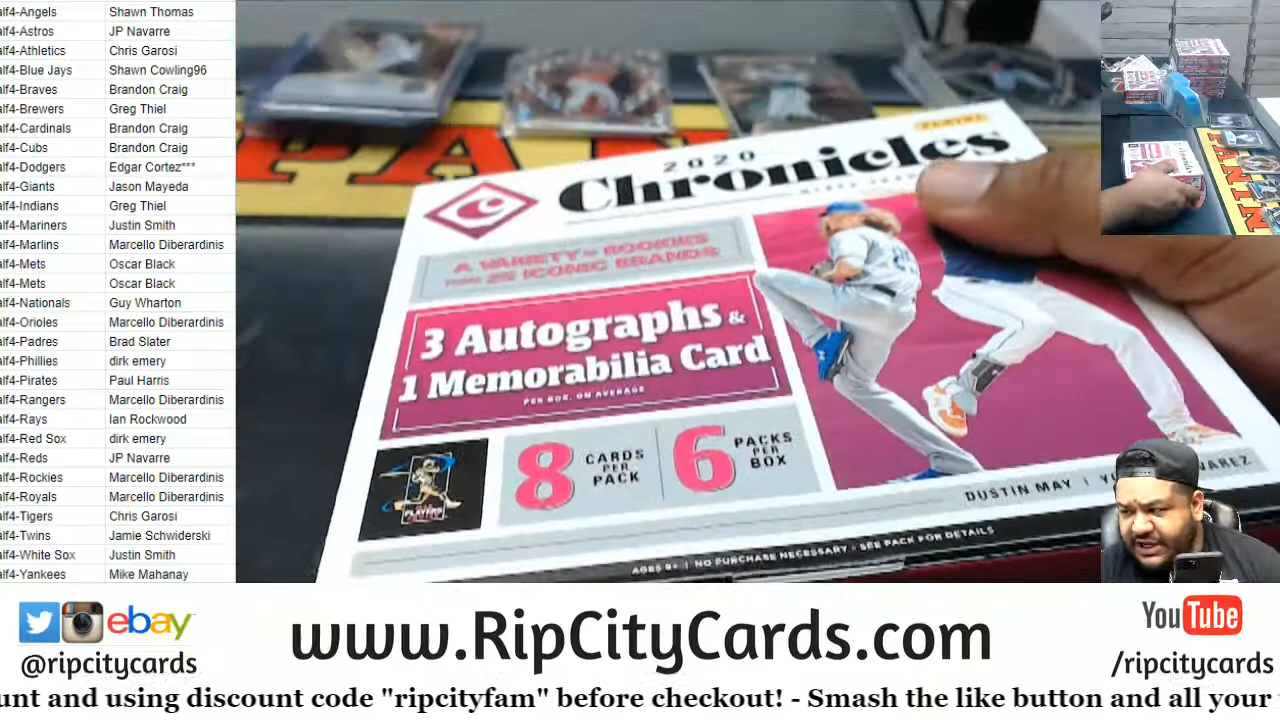 alf4-Angels Shawn Thomas
alf4-Astros JP Navarre
alf4-Athletics Chris Garosi
alf4-Blue Jays Shawn Cowling96
alf4-Braves Brandon Craig
alf4-Brewers Greg Thiel
alf4-Cardinals Brandon Craig
alf4-Cubs Brandon Craig
alf4-Dodgers Edgar Cortez***
alf4-Giants Jason Mayeda
alf4-Indians Greg Thiel
alf4-Mariners Justin Smith
alf4-Marlins Marcello Diberardinis
alf4-Mets Oscar Black
alf4-Mets Oscar Black
alf4-Nationals Guy Wharton
alf4-Orioles Marcello Diberardinis
alf4-Padres Brad Slater
alf4-Phillies dirk emery
alf4-Pirates Paul Harris
alf4-Rangers Marcello Diberardinis
alf4-Rays Ian Rockwood
alf4-Red Sox dirk emery
alf4-Reds JP Navarre
alf4-Rockies Marcello Diberardinis
alf4-Royals Marcello Diberardinis
alf4-Tigers Chris Garosi
alf4-Twins Jamie Schwiderski
alf4-White Sox Justin Smith
alf4-Yankees Mike Mahanay
PANINI
2020
Chronicles
A VARIETY OF ROOKIES
FROM 25 ICONIC BRANDS
3 Autographs &
1 Memorabilia Card
PER BOX, ON AVERAGE
8 CARDS PER PACK
6 PACKS PER BOX
DUSTIN MAY | YO
VAREZ
AGES 9+ | NO PURCHASE NECESSARY - SEE PACK FOR DETAILS
ebay
@ripcitycards
www.RipCityCards.com
YouTube
/ripcitycards
ount and using discount code "ripcityfam" before checkout! - Smash the like button and all your